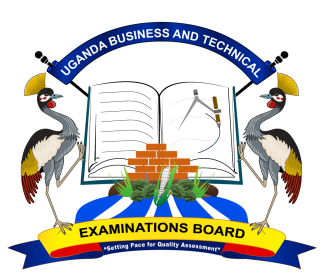 UGANDA BUSINESS AND TECHNICAL
EXAMINATIONS BOARD
"Setting Pace for Quality Assessment"